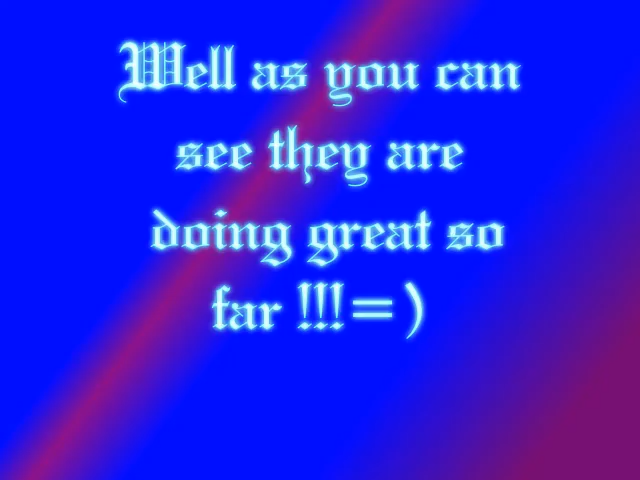 Well as you can
see they are
doing great so
far !!!=)